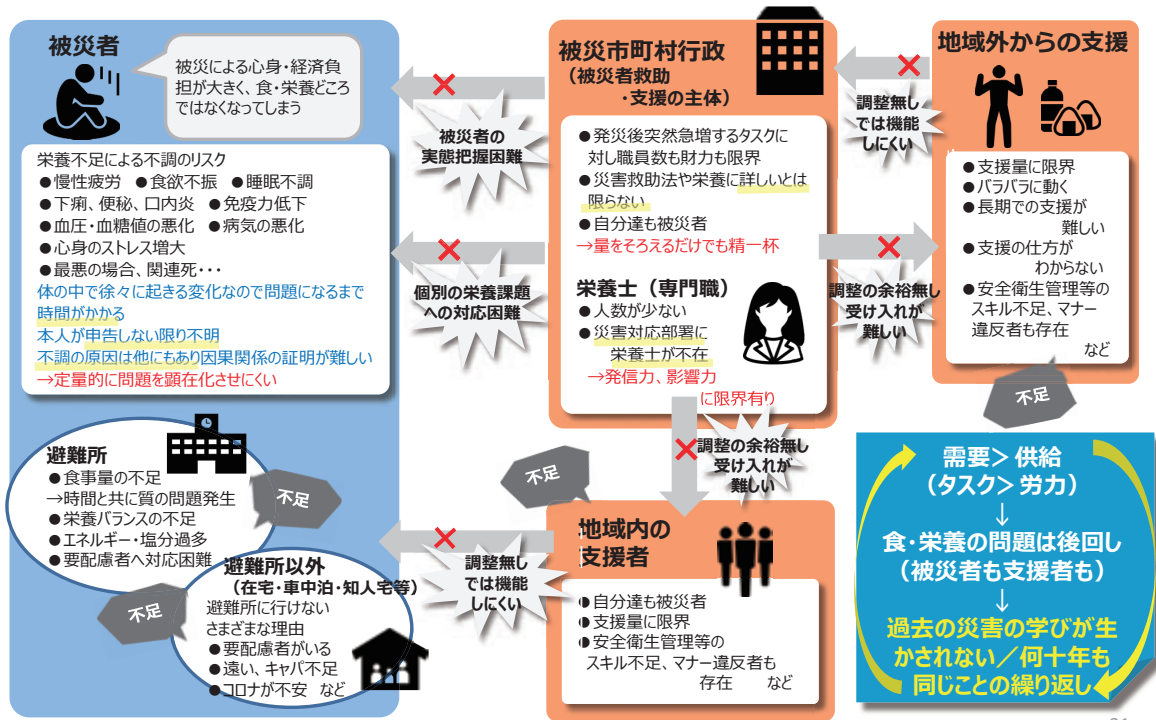 被災者
被災による心身・経済負
担が大きく、食・栄養どころ
ではなくなってしまう
栄養不足による不調のリスク
●慢性疲労 ●食欲不振 ●睡眠不調
●下痢、便秘、口内炎 ●免疫力低下
●血圧・血糖値の悪化 ●病気の悪化
●心身のストレス増大
●最悪の場合、関連死・・・
体の中で徐々に起きる変化なので問題になるまで
時間がかかる
本人が申告しない限り不明
不調の原因は他にもあり因果関係の証明が難しい
→定量的に問題を顕在化させにくい
避難所
●食事量の不足
→時間と共に質の問題発生
●栄養バランスの不足
●エネルギー・塩分過多
●要配慮者へ対応困難
不足
避難所以外
（在宅・車中泊・知人宅等）
避難所に行けない
さまざまな理由
●要配慮者がいる
●遠い、キャパ不足
●コロナが不安 など
不足
被災者の
実態把握困難
個別の栄養課題
への対応困難
被災市町村行政
（被災者救助
・支援の主体）
●発災後突然急増するタスクに
対し職員数も財力も限界
●災害救助法や栄養に詳しいとは
限らない
●自分達も被災者
→量をそろえるだけでも精一杯
栄養士（専門職）
●人数が少ない
●災害対応部署に
栄養士が不在
→発信力、影響力
に限界有り
調整の余裕無し
受け入れが
難しい
不足
地域内の
支援者
◗自分達も被災者
◗支援量に限界
◗安全衛生管理等の
スキル不足、マナー違反者も
存在 など
調整無し
では機能
しにくい
地域外からの支援
調整無し
では機能
しにくい
●支援量に限界
●バラバラに動く
●長期での支援が
難しい
●支援の仕方が
わからない
●安全衛生管理等の
スキル不足、マナー
違反者も存在
など
調整の余裕無し
受け入れが
難しい
不足
需要＞供給
（タスク＞労力）
↓
食・栄養の問題は後回し
（被災者も支援者も）
↓
過去の災害の学びが生
かされない／何十年も
同じことの繰り返し